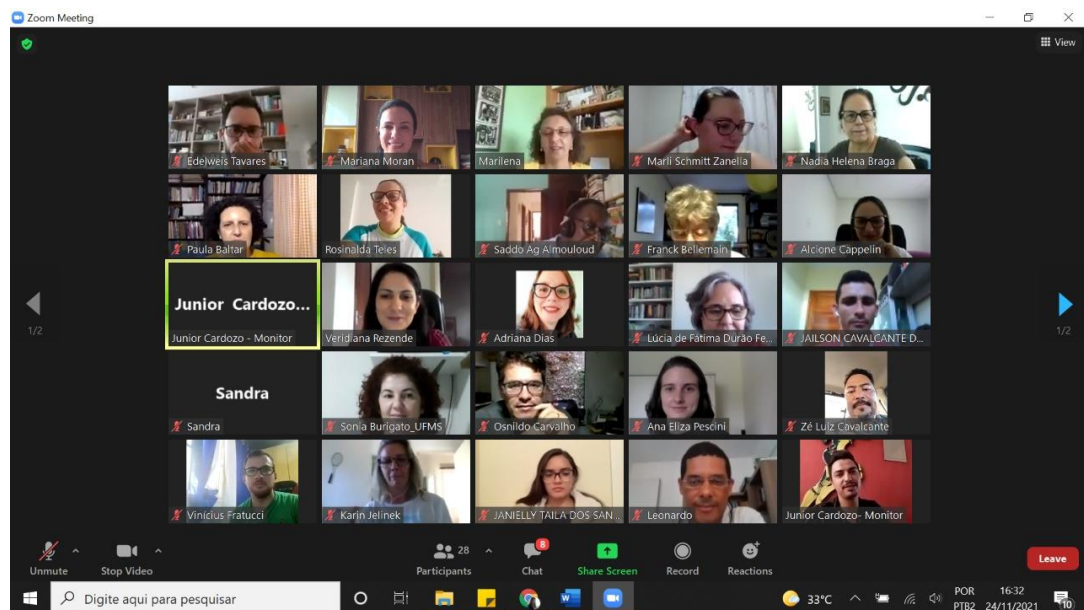 Zoom Meeting
View
Edelweis Tavares
Mariana Moran
Marilena
Marli Schmitt Zanella
Nadia Helena Braga
Paula Baltar
Rosinalda Teles
Saddo Ag Almouloud
Franck Bellemain
Alcione Cappelin
Junior Cardozo...
Junior Cardozo - Monitor
Veridiana Rezende
Adriana Dias
Lúcia de Fátima Durão Fe...
JAILSON CAVALCANTE D...
1/2
1/2
Sandra
Sandra
Sonia Burigato_UFMS
Osnildo Carvalho
Ana Eliza Pescini
Zé Luiz Cavalcante
Vinícius Fratucci
Karin Jelinek
JANIELLY TAILA DOS SAN...
Leonardo
Junior Cardozo- Monitor
28
8
Unmute
Stop Video
Participants
Chat
Share Screen
Record
Reactions
Leave
Digite aqui para pesquisar
33°C
POR
PTB2
16:32
24/11/2021
10